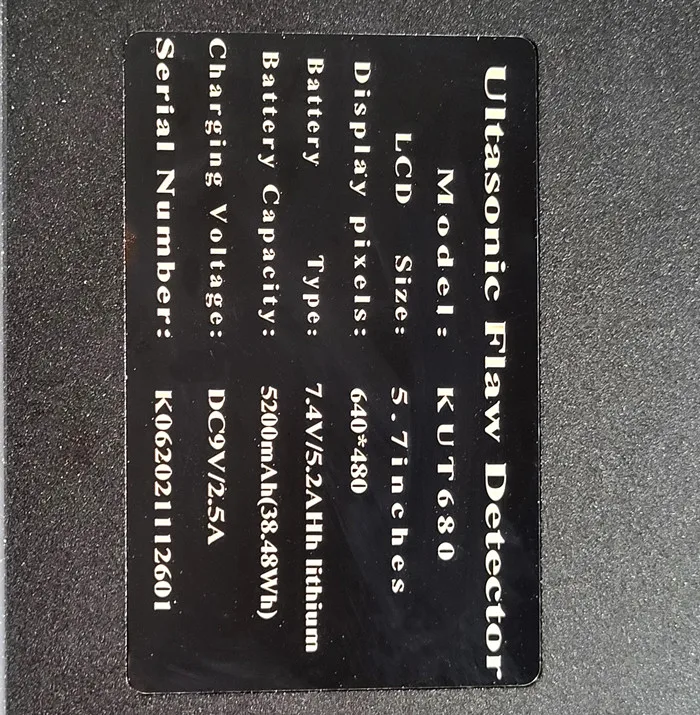 Ultasonic Flaw Detector
Model: KUT680
LCD Size: 5.7inches
Display pixels: 640*480
Battery Type: 7.4V/5.2AHh lithium
Battery Capacity: 5200mAh(38.48Wh)
Charging Voltage: DC9V/2.5A
Serial Number: K062021112601